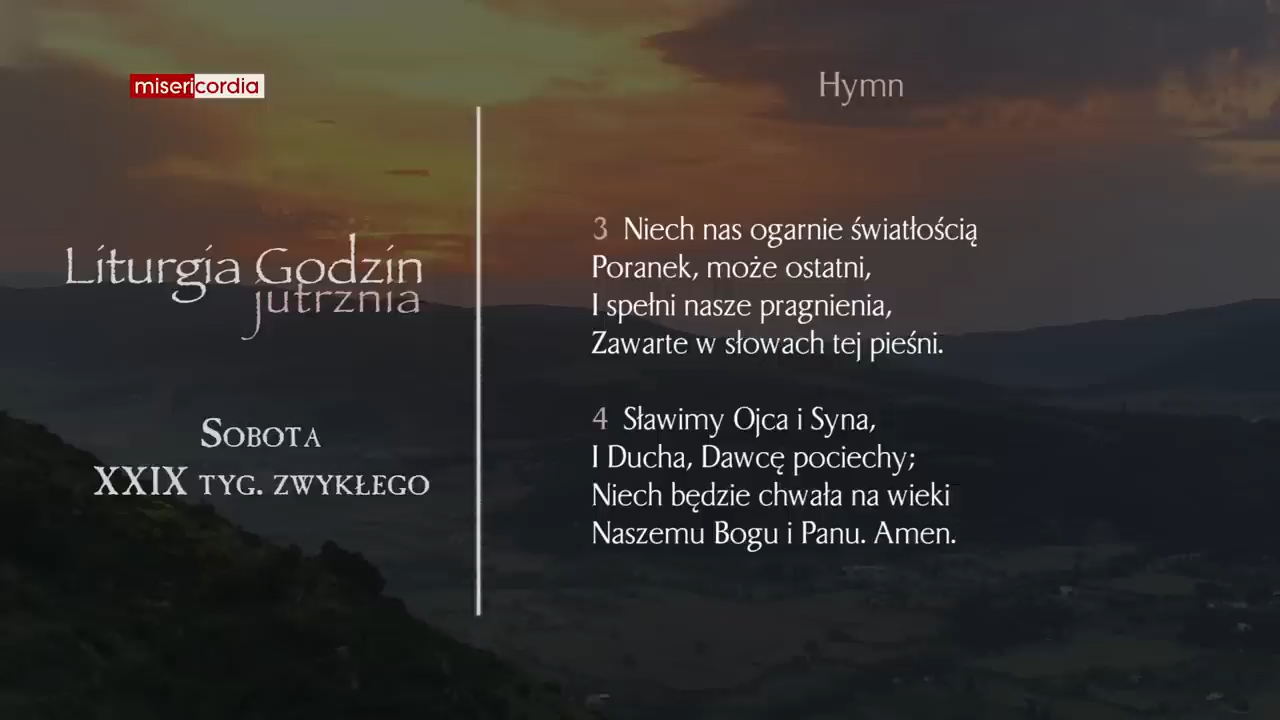 misericordia
Hymn
Liturgia Godzin
jutrznia
Sobota
XXIX tyg. zwykłego
3 Niech nas ogarnie światłością
Poranek, może ostatni,
I spełni nasze pragnienia,
Zawarte w słowach tej pieśni.
4 Sławimy Ojca i Syna,
I Ducha, Dawcę pociechy;
Niech będzie chwała na wieki
Naszemu Bogu i Panu. Amen.